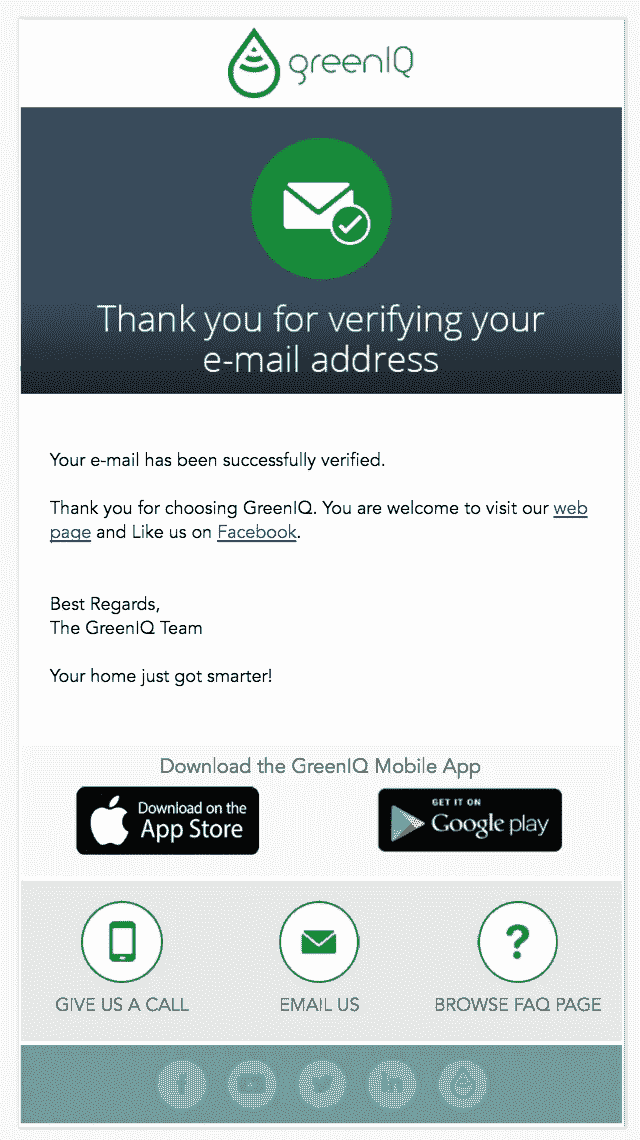 greenIQ
Thank you for verifying your
e-mail address
Your e-mail has been successfully verified.
Thank you for choosing GreenIQ. You are welcome to visit our web
page and Like us on Facebook.
Best Regards,
The GreenIQ Team
Your home just got smarter!
Download the GreenIQ Mobile App
Download on the
App Store
GET IT ON
Google play
GIVE US A CALL
EMAIL US
BROWSE FAQ PAGE